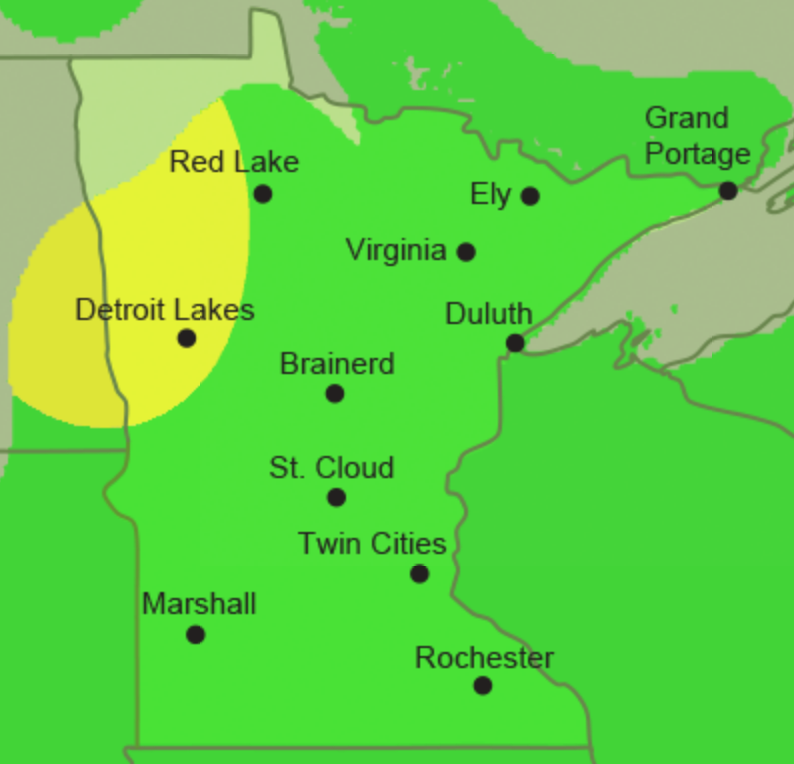 Grand
Portage
Red Lake
Ely
Virginia
Detroit Lakes
Duluth
Brainerd
St. Cloud
Twin Cities
Marshall
Rochester